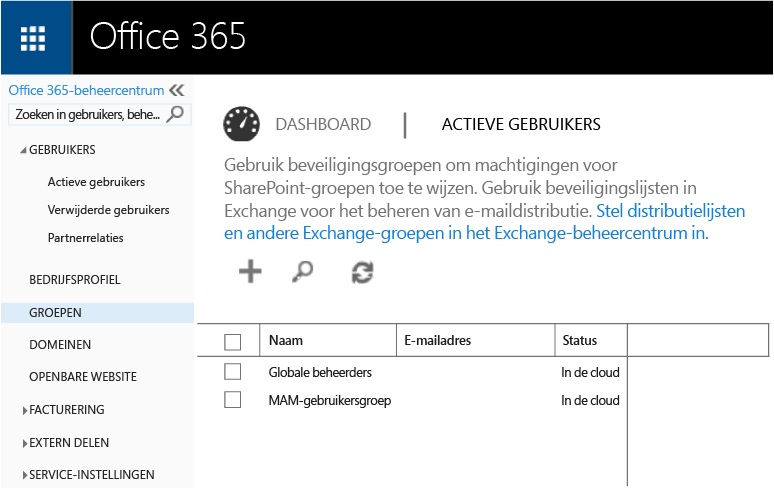 Office 365
Office 365-beheercentrum
Zoeken in gebruikers, behe...
GEBRUIKERS
Actieve gebruikers
Verwijderde gebruikers
Partnerrelaties
BEDRIJFSPROFIEL
GROEPEN
DOMEINEN
OPENBARE WEBSITE
FACTURERING
EXTERN DELEN
SERVICE-INSTELLINGEN
DASHBOARD | ACTIEVE GEBRUIKERS
Gebruik beveiligingsgroepen om machtigingen voor
SharePoint-groepen toe te wijzen. Gebruik beveiligingslijsten in
Exchange voor het beheren van e-maildistributie. Stel distributielijsten
en andere Exchange-groepen in het Exchange-beheercentrum in.
Naam E-mailadres Status
Globale beheerders In de cloud
MAM-gebruikersgroep In de cloud